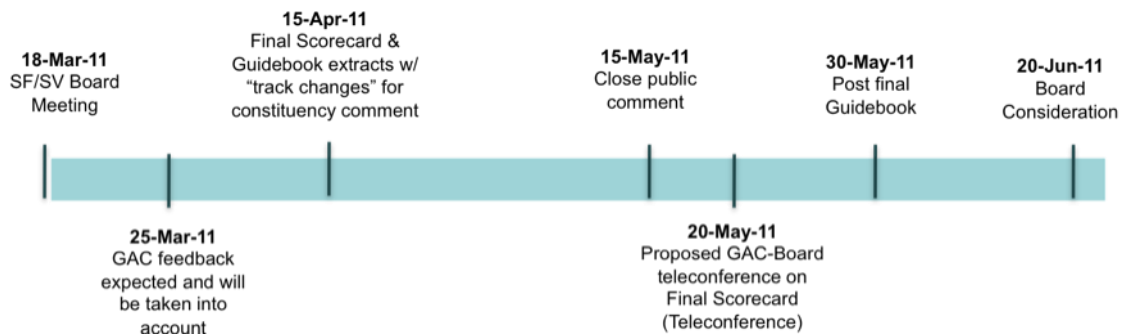 18-Mar-11
SF/SV Board
Meeting
15-Apr-11
Final Scorecard &
Guidebook extracts w/
“track changes” for
constituency comment
15-May-11
Close public
comment
30-May-11
Post final
Guidebook
20-Jun-11
Board
Consideration
25-Mar-11
GAC feedback
expected and will
be taken into
account
20-May-11
Proposed GAC-Board
teleconference on
Final Scorecard
(Teleconference)